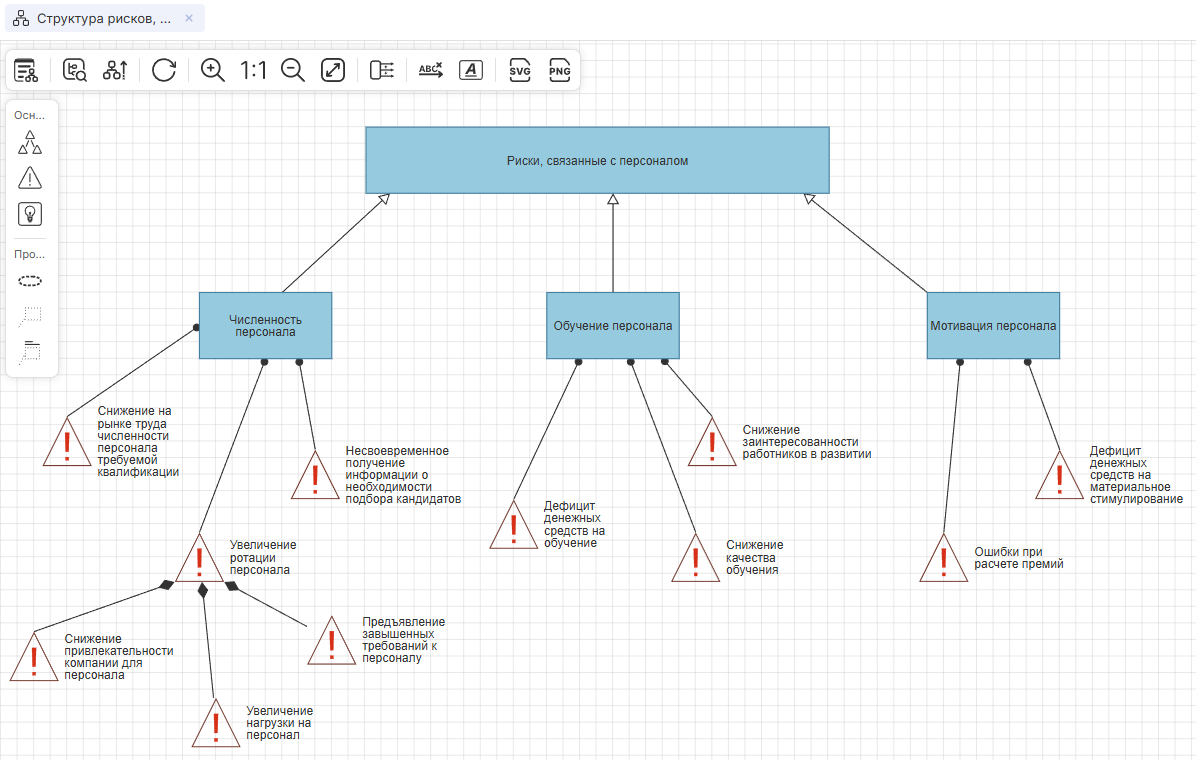 Структура рисков, ...
1:1
ABC
A
SVG
PNG
Осн...
Про...
Риски, связанные с персоналом
Численность
персонала
Обучение персонала
Мотивация персонала
Снижение на
рынке труда
численности
персонала
требуемой
квалификации
Несвоевременное
получение
информации о
необходимости
подбора кандидатов
Снижение
заинтересованности
работников в развитии
Дефицит
денежных
средств на
материальное
стимулирование
Дефицит
денежных
средств на
обучение
Увеличение
ротации
персонала
Снижение
качества
обучения
Ошибки при
расчете премий
Снижение
привлекательности
компании для
персонала
Предъявление
завышенных
требований к
персоналу
Увеличение
нагрузки на
персонал